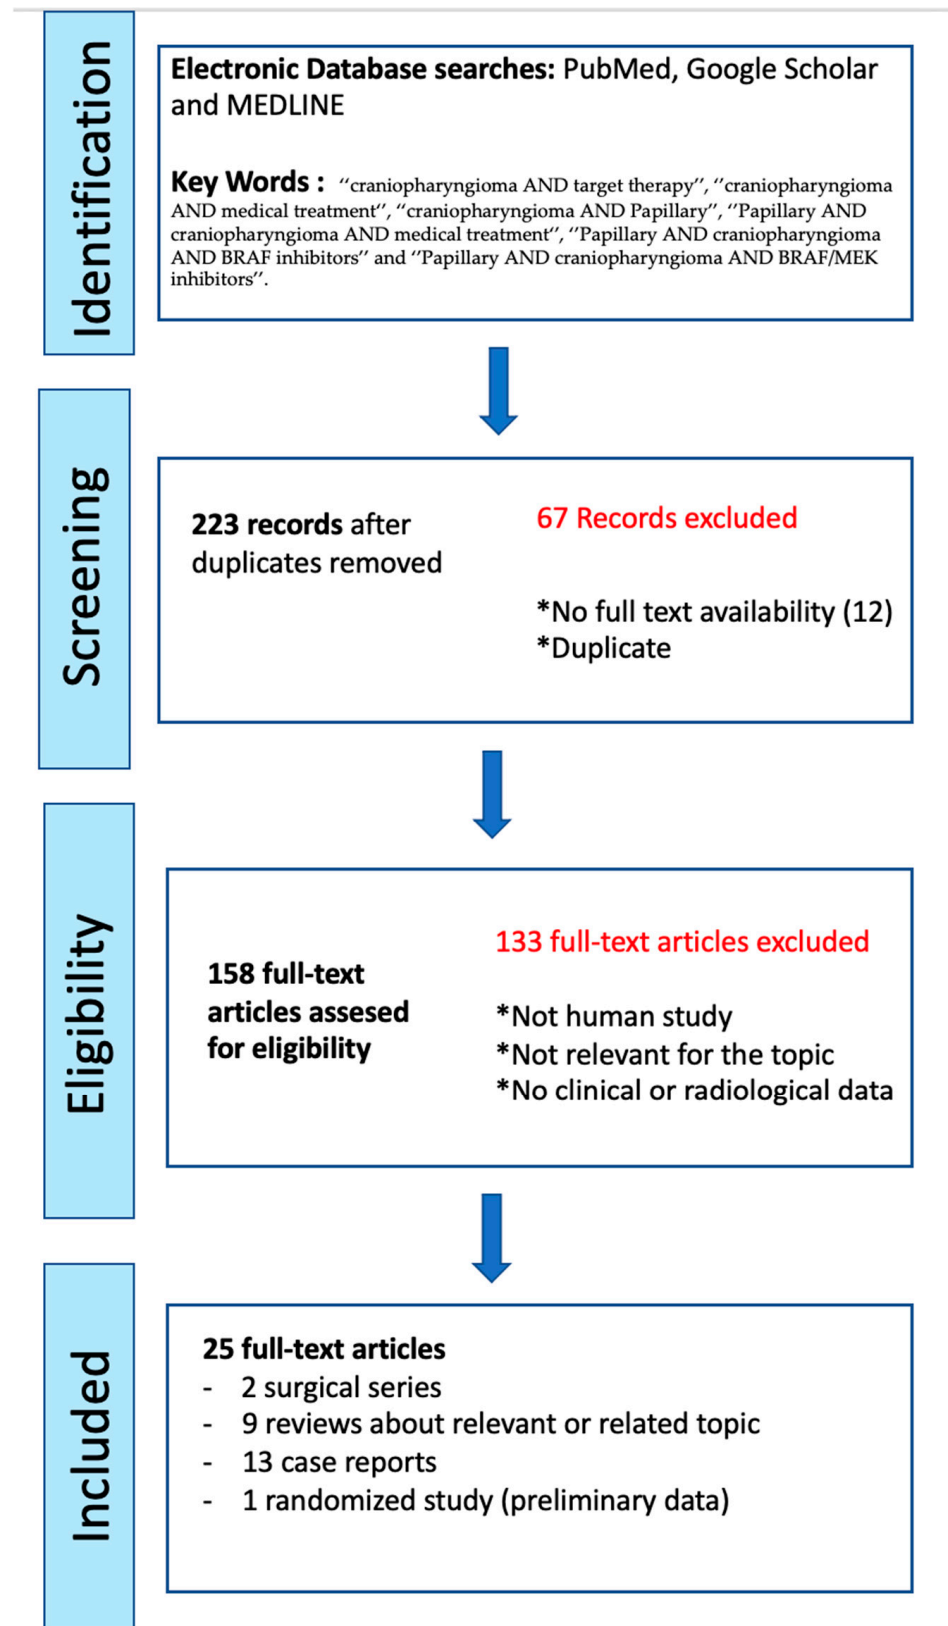 Identification
Electronic Database searches: PubMed, Google Scholar
and MEDLINE
Key Words : “craniopharyngioma AND target therapy”, “craniopharyngioma
AND medical treatment”, “craniopharyngioma AND Papillary”, “Papillary AND
craniopharyngioma AND medical treatment”, “Papillary AND craniopharyngioma
AND BRAF inhibitors” and “Papillary AND craniopharyngioma AND BRAF/MEK
inhibitors”.
Screening
223 records after
duplicates removed
67 Records excluded
*No full text availability (12)
*Duplicate
Eligibility
158 full-text
articles assesed
for eligibility
133 full-text articles excluded
*Not human study
*Not relevant for the topic
*No clinical or radiological data
Included
25 full-text articles
- 2 surgical series
- 9 reviews about relevant or related topic
- 13 case reports
- 1 randomized study (preliminary data)